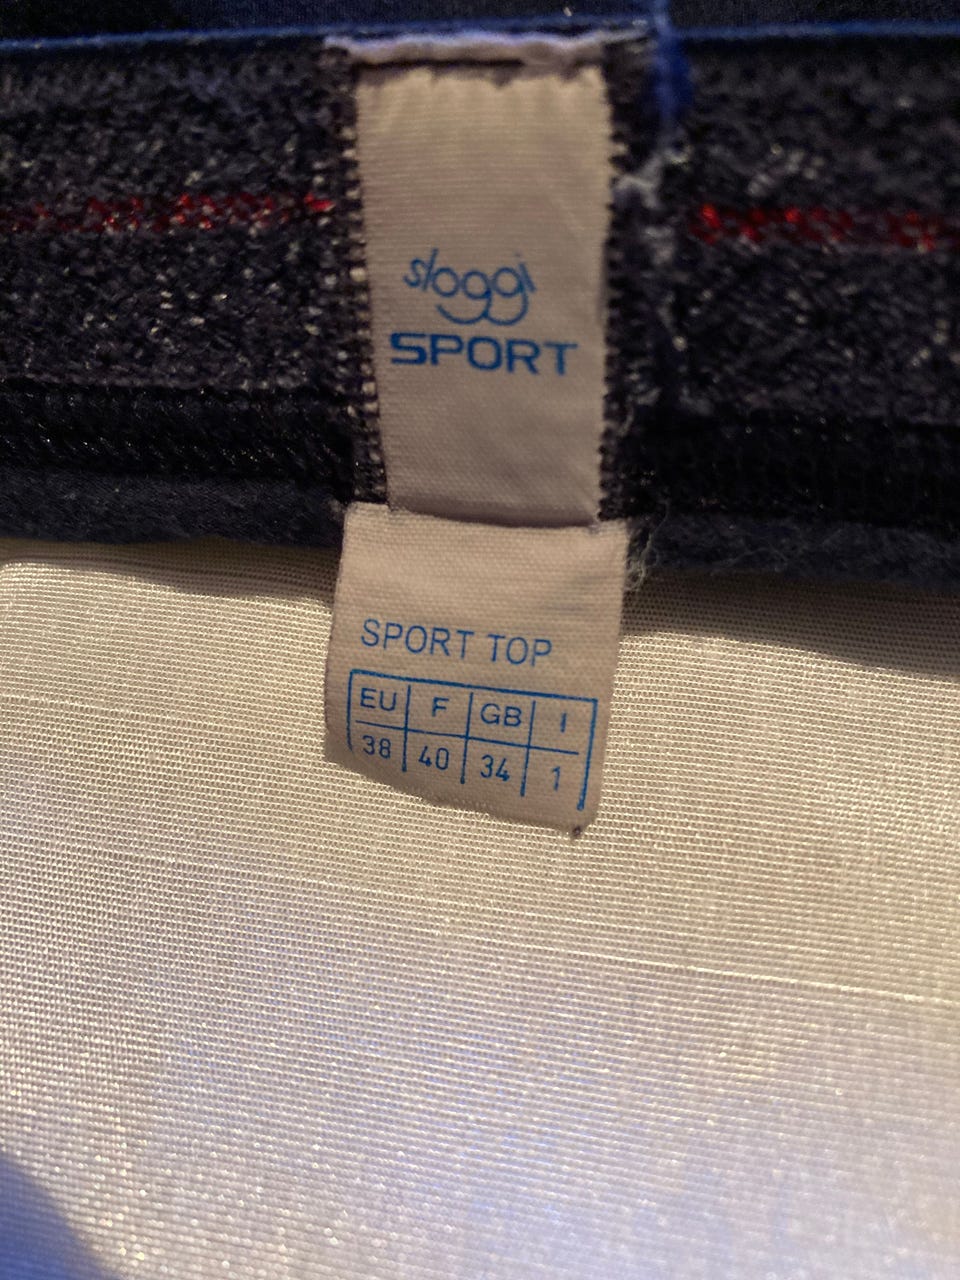 sloggi
SPORT
SPORT TOP
EU F GB I
38 40 34 1